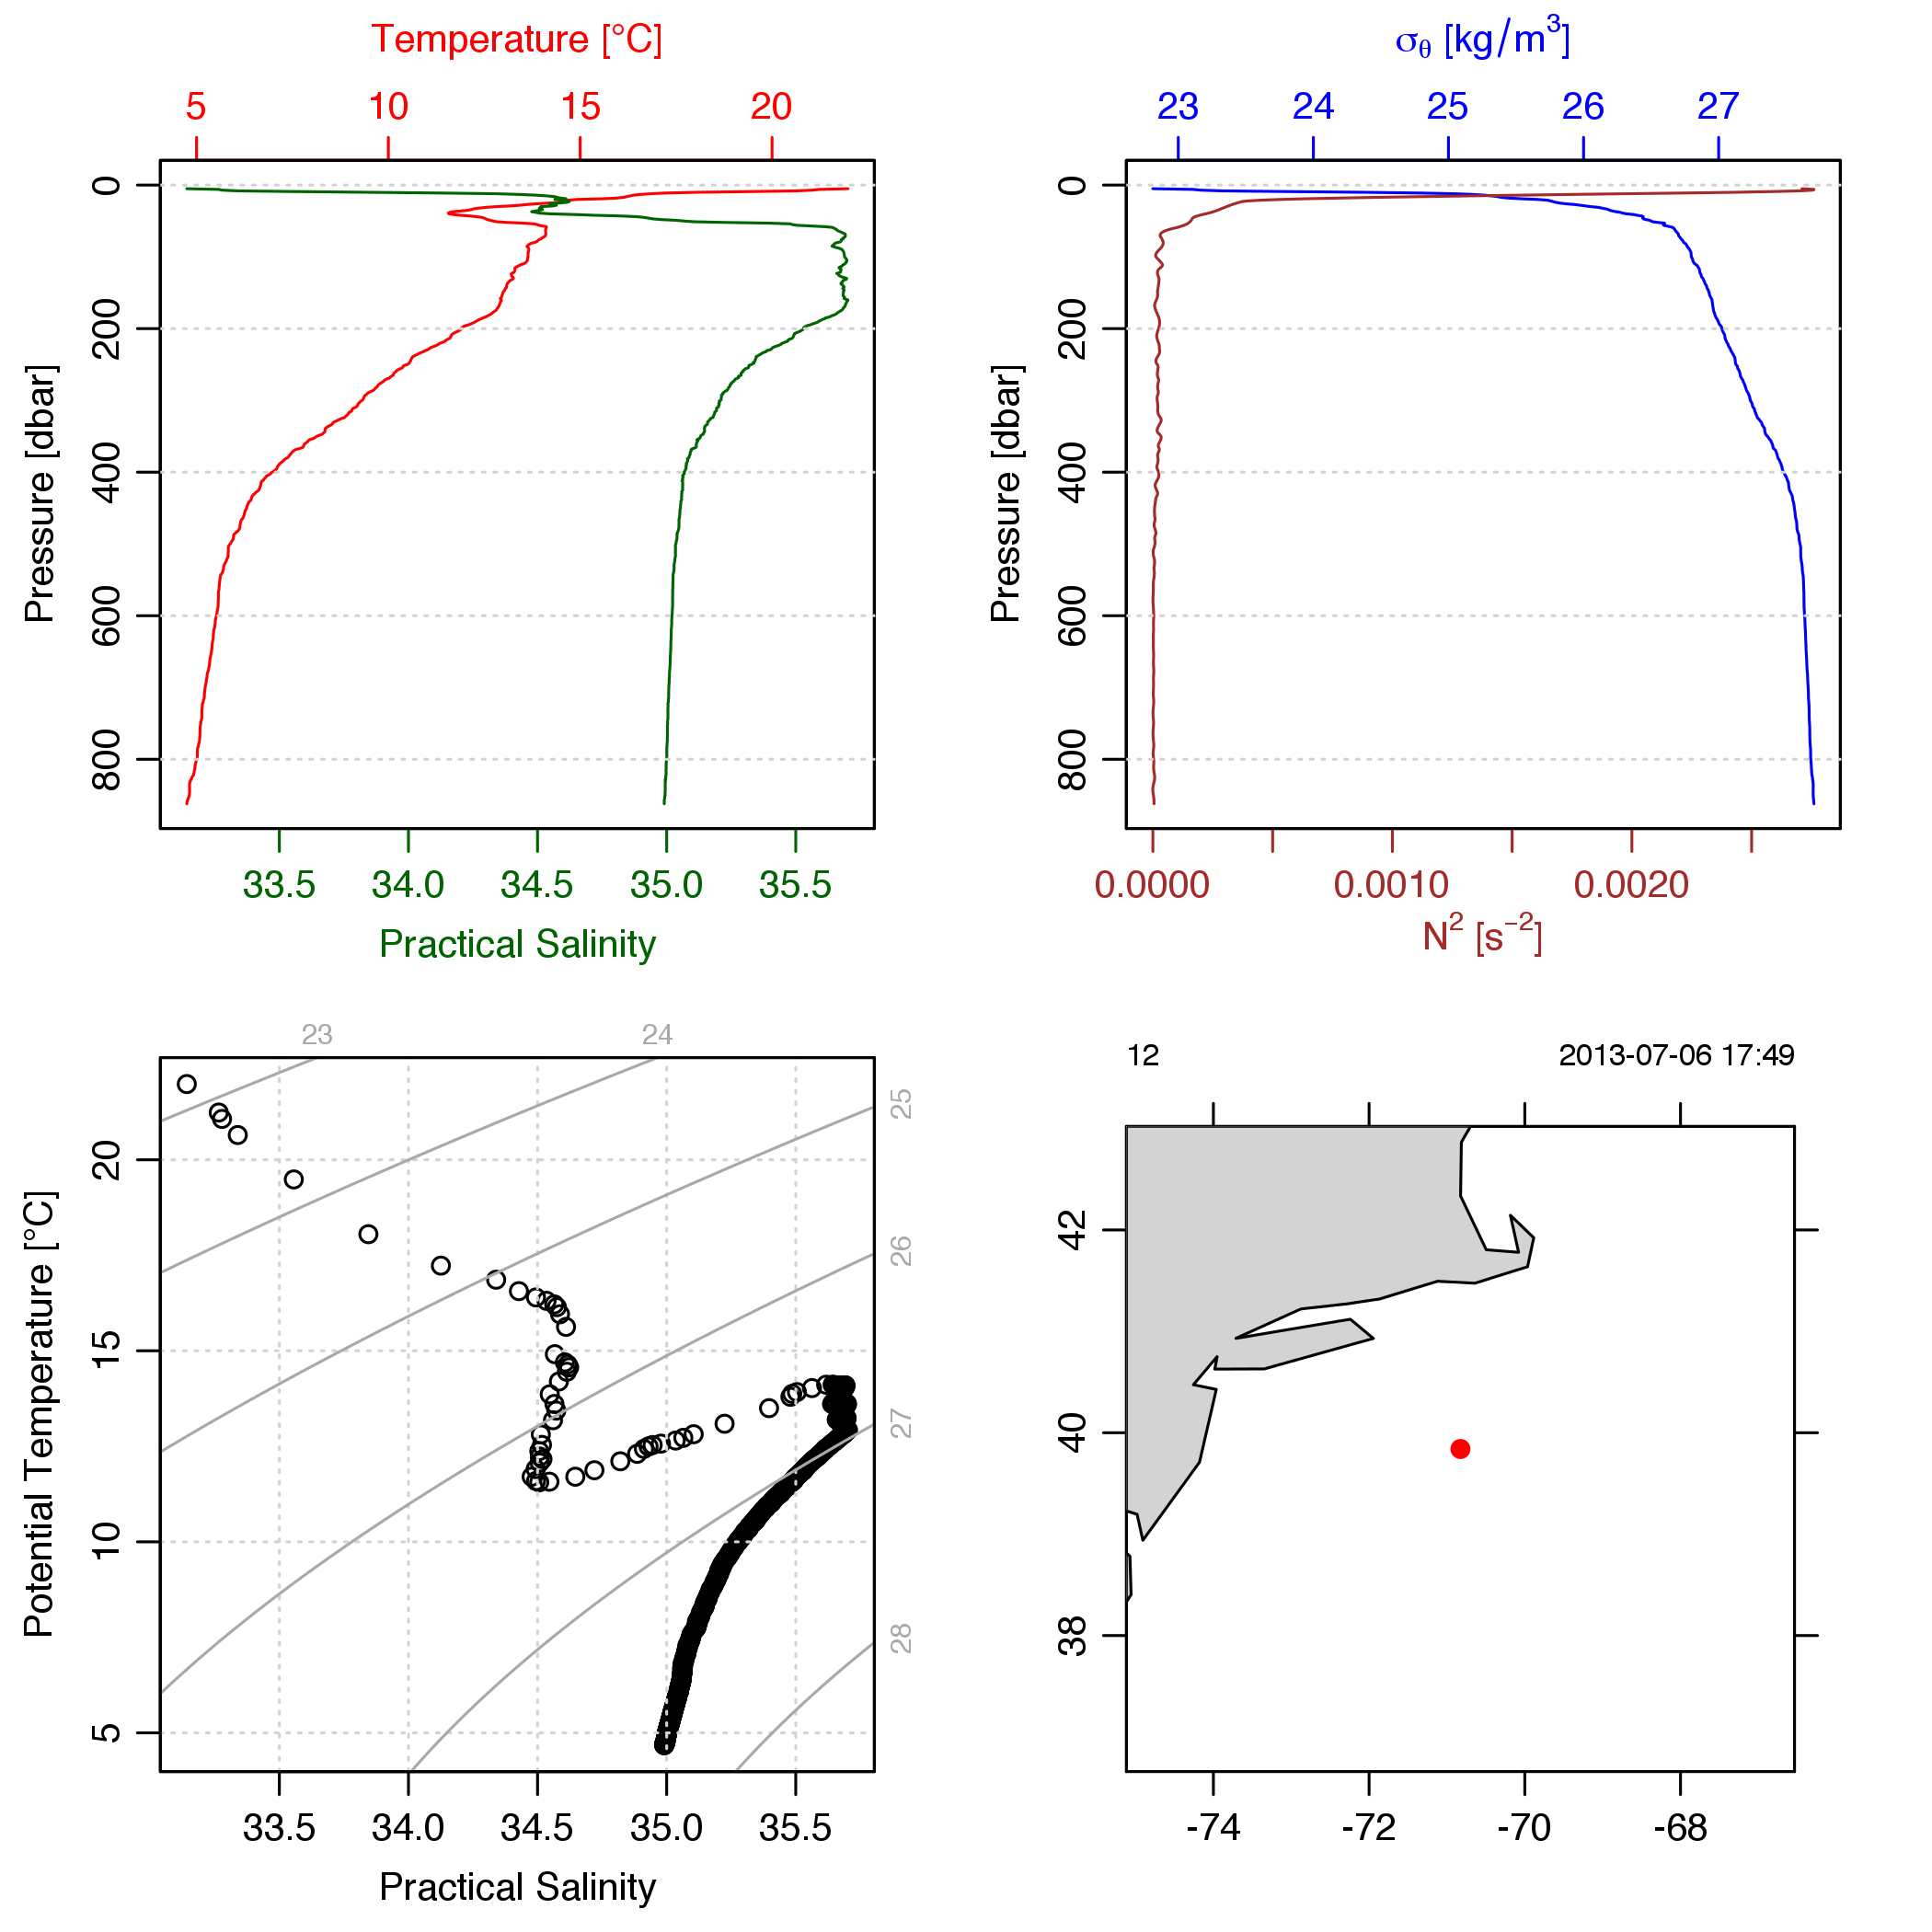 Temperature [°C]
5 10 15 20
0
200
400
600
800
Pressure [dbar]
33.5 34.0 34.5 35.0 35.5
Practical Salinity
σθ [kg/m³]
23 24 25 26 27
0
200
400
600
800
Pressure [dbar]
0.0000 0.0010 0.0020
N² [s⁻²]
23 24
25
26
27
28
20
15
10
5
Potential Temperature [°C]
33.5 34.0 34.5 35.0 35.5
Practical Salinity
12 2013-07-06 17:49
42
40
38
-74 -72 -70 -68